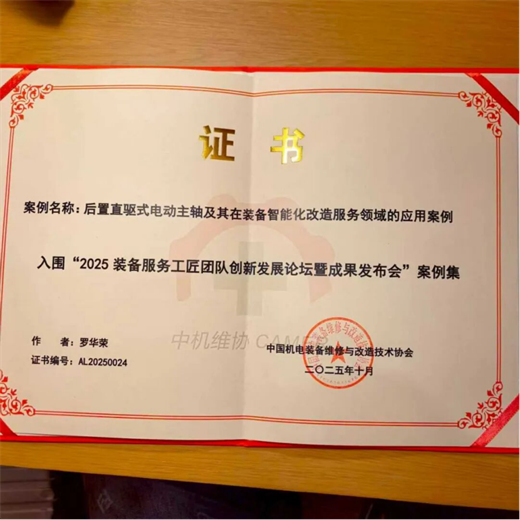 证书
案例名称：后置直驱式电动主轴及其在装备智能化改造服务领域的应用案例
入围“2025 装备服务工匠团队创新发展论坛暨成果发布会”案例集
中机维协 CAMER
作 者：罗华荣
证书编号：AL20250024
中国机电装备维修与改造技术协会
二〇二五年十月